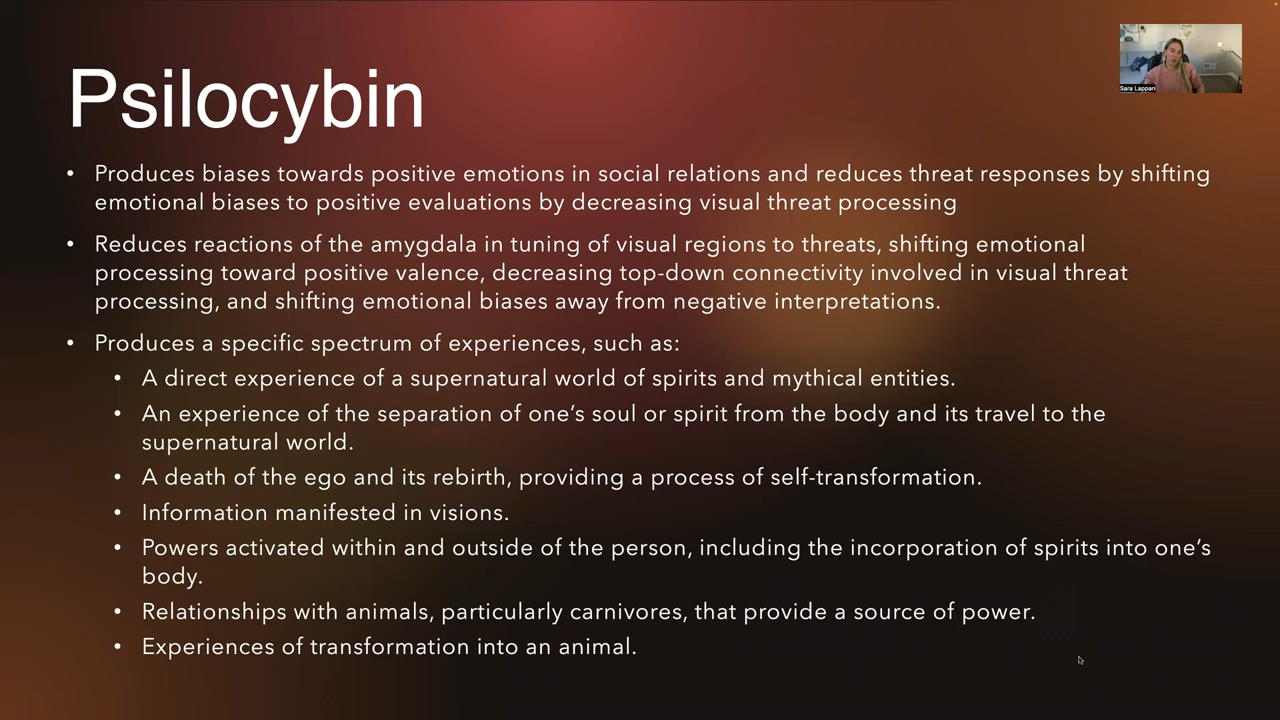 Psilocybin
Sara Lappan
• Produces biases towards positive emotions in social relations and reduces threat responses by shifting
emotional biases to positive evaluations by decreasing visual threat processing
• Reduces reactions of the amygdala in tuning of visual regions to threats, shifting emotional
processing toward positive valence, decreasing top-down connectivity involved in visual threat
processing, and shifting emotional biases away from negative interpretations.
• Produces a specific spectrum of experiences, such as:
• A direct experience of a supernatural world of spirits and mythical entities.
• An experience of the separation of one’s soul or spirit from the body and its travel to the
supernatural world.
• A death of the ego and its rebirth, providing a process of self-transformation.
• Information manifested in visions.
• Powers activated within and outside of the person, including the incorporation of spirits into one’s
body.
• Relationships with animals, particularly carnivores, that provide a source of power.
• Experiences of transformation into an animal.